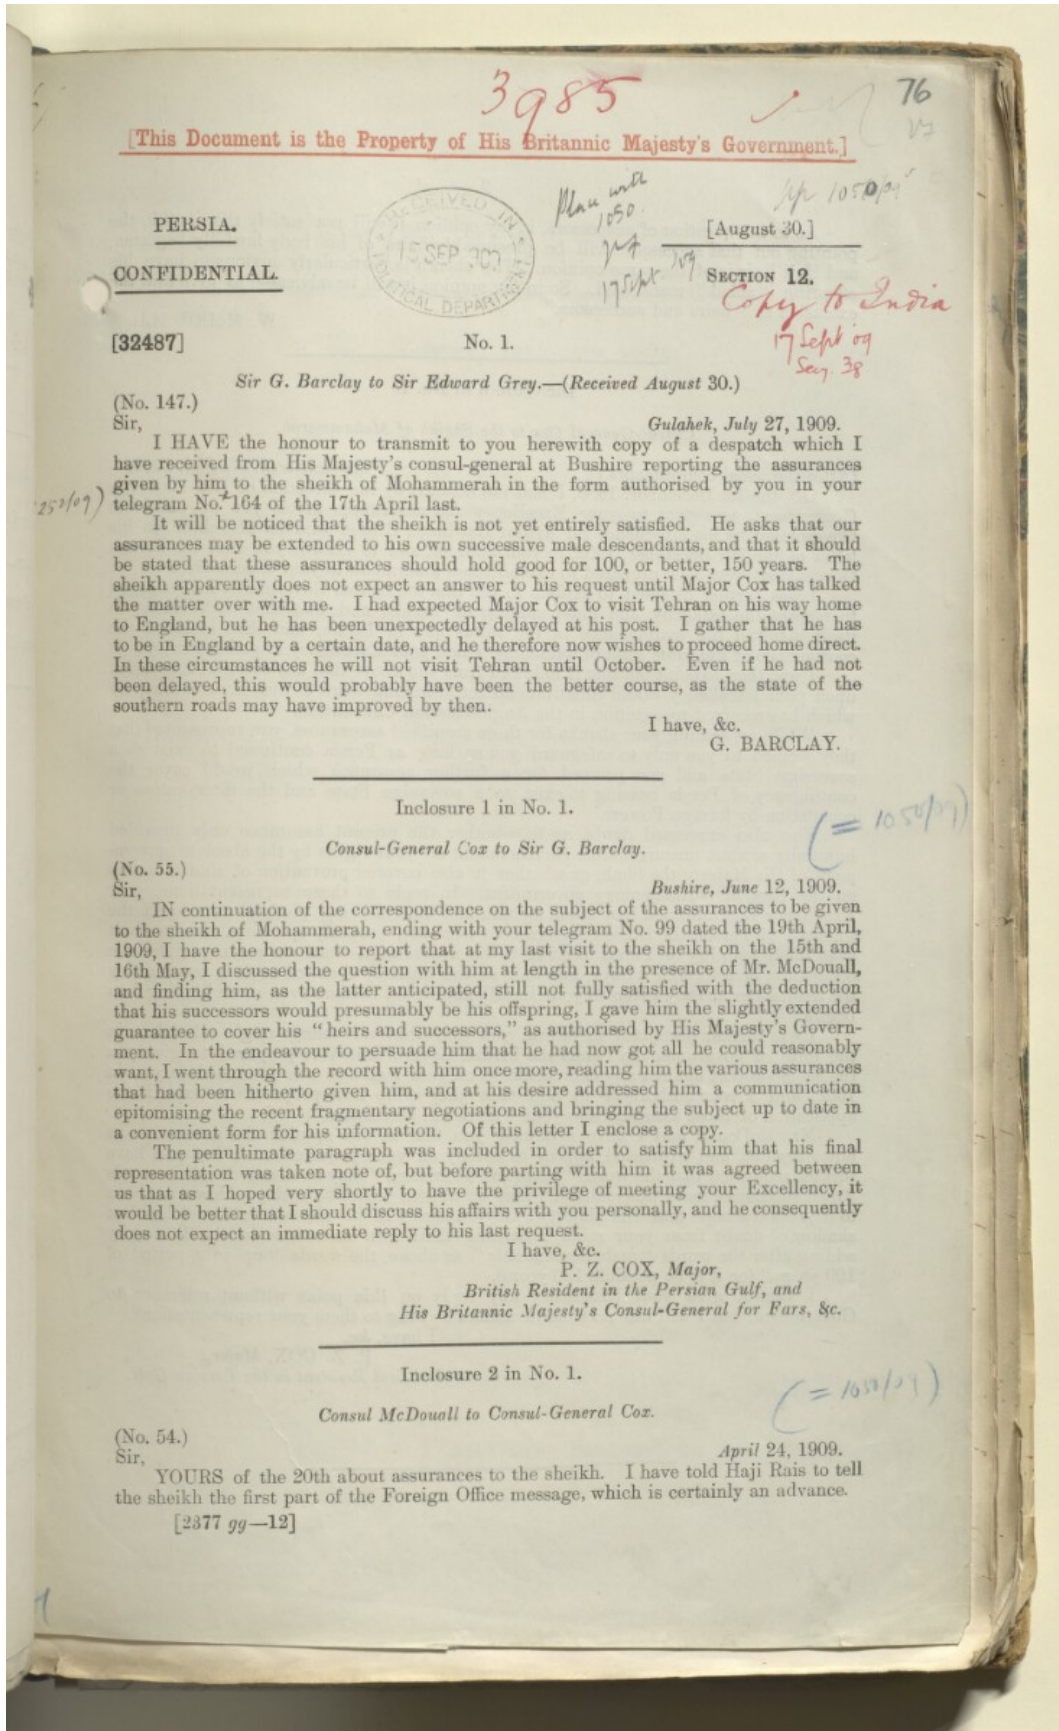 3985
76
[This Document is the Property of His Britannic Majesty's Government.]
Place with
1050.
17 Sept /09
PERSIA.
RECEIVED IN
15 SEP 1909
POLITICAL DEPARTMENT
[August 30.]
CONFIDENTIAL.
SECTION 12.
Copy to India
17 Sept 09
Secy. 38
[32487]
No. 1.
Sir G. Barclay to Sir Edward Grey.—(Received August 30.)
(No. 147.)
Sir,
Gulahek, July 27, 1909.
I HAVE the honour to transmit to you herewith copy of a despatch which I
have received from His Majesty's consul-general at Bushire reporting the assurances
given by him to the sheikh of Mohammerah in the form authorised by you in your
telegram No. 164 of the 17th April last.
It will be noticed that the sheikh is not yet entirely satisfied. He asks that our
assurances may be extended to his own successive male descendants, and that it should
be stated that these assurances should hold good for 100, or better, 150 years. The
sheikh apparently does not expect an answer to his request until Major Cox has talked
the matter over with me. I had expected Major Cox to visit Tehran on his way home
to England, but he has been unexpectedly delayed at his post. I gather that he has
to be in England by a certain date, and he therefore now wishes to proceed home direct.
In these circumstances he will not visit Tehran until October. Even if he had not
been delayed, this would probably have been the better course, as the state of the
southern roads may have improved by then.
I have, &c.
G. BARCLAY.
Inclosure 1 in No. 1.
(= 1050/09)
Consul-General Cox to Sir G. Barclay.
(No. 55.)
Sir,
Bushire, June 12, 1909.
IN continuation of the correspondence on the subject of the assurances to be given
to the sheikh of Mohammerah, ending with your telegram No. 99 dated the 19th April,
1909, I have the honour to report that at my last visit to the sheikh on the 15th and
16th May, I discussed the question with him at length in the presence of Mr. McDouall,
and finding him, as the latter anticipated, still not fully satisfied with the deduction
that his successors would presumably be his offspring, I gave him the slightly extended
guarantee to cover his "heirs and successors," as authorised by His Majesty's Govern-
ment. In the endeavour to persuade him that he had now got all he could reasonably
want, I went through the record with him once more, reading him the various assurances
that had been hitherto given him, and at his desire addressed him a communication
epitomising the recent fragmentary negotiations and bringing the subject up to date in
a convenient form for his information. Of this letter I enclose a copy.
The penultimate paragraph was included in order to satisfy him that his final
representation was taken note of, but before parting with him it was agreed between
us that as I hoped very shortly to have the privilege of meeting your Excellency, it
would be better that I should discuss his affairs with you personally, and he consequently
does not expect an immediate reply to his last request.
I have, &c.
P. Z. COX, Major,
British Resident in the Persian Gulf, and
His Britannic Majesty's Consul-General for Fars, &c.
Inclosure 2 in No. 1.
(= 1050/09)
Consul McDouall to Consul-General Cox.
(No. 54.)
Sir,
April 24, 1909.
YOURS of the 20th about assurances to the sheikh. I have told Haji Rais to tell
the sheikh the first part of the Foreign Office message, which is certainly an advance.
[2377 gg—12]